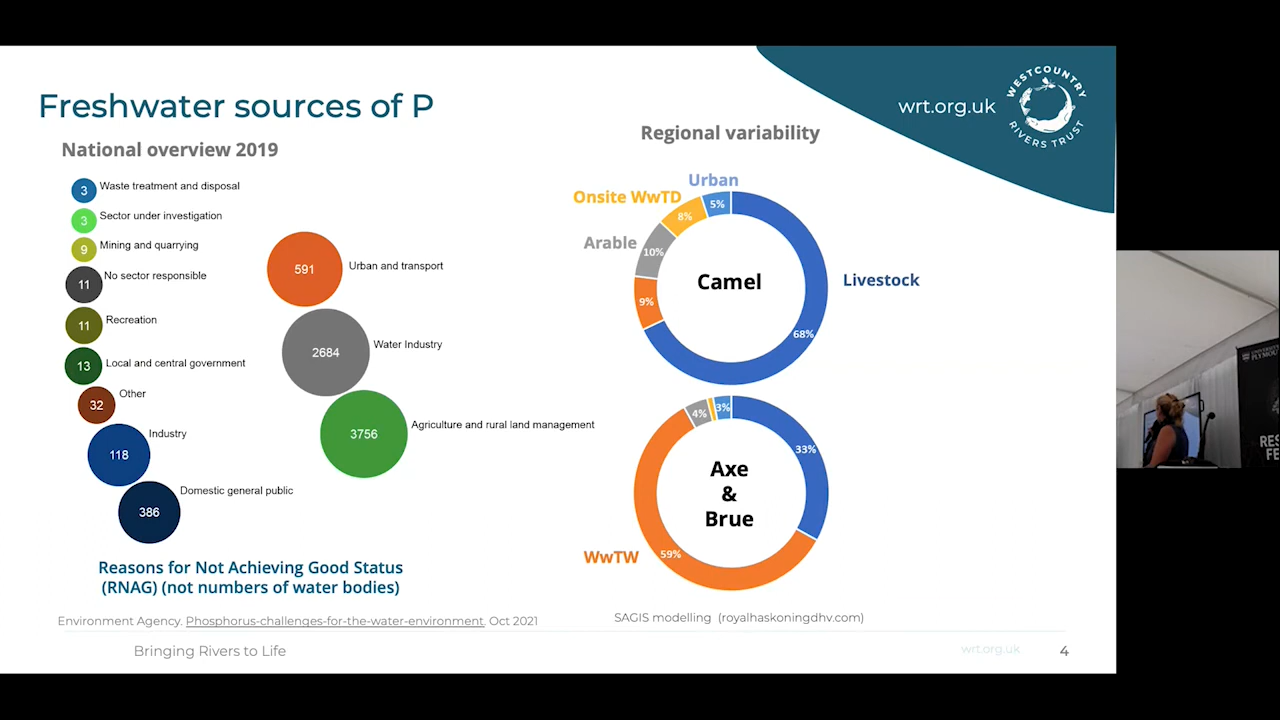 Freshwater sources of P
wrt.org.uk
WESTCOUNTRY
RIVERS TRUST
National overview 2019
3 Waste treatment and disposal
3 Sector under investigation
9 Mining and quarrying
11 No sector responsible
11 Recreation
13 Local and central government
32 Other
118 Industry
386 Domestic general public
591 Urban and transport
2684 Water Industry
3756 Agriculture and rural land management
Reasons for Not Achieving Good Status
(RNAG) (not numbers of water bodies)
Environment Agency. Phosphorus-challenges-for-the-water-environment. Oct 2021
Regional variability
Urban
5%
Onsite WwTD
8%
Arable
10%
9%
Camel
Livestock
68%
4%
3%
33%
Axe
&
Brue
WwTW
59%
SAGIS modelling (royalhaskoningdhv.com)
Bringing Rivers to Life
wrt.org.uk
4